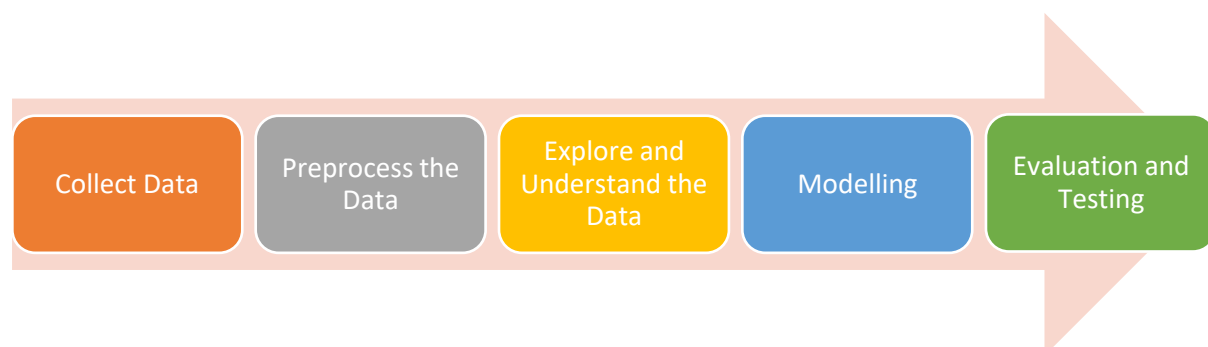 Collect Data
Preprocess the
Data
Explore and
Understand the
Data
Modelling
Evaluation and
Testing